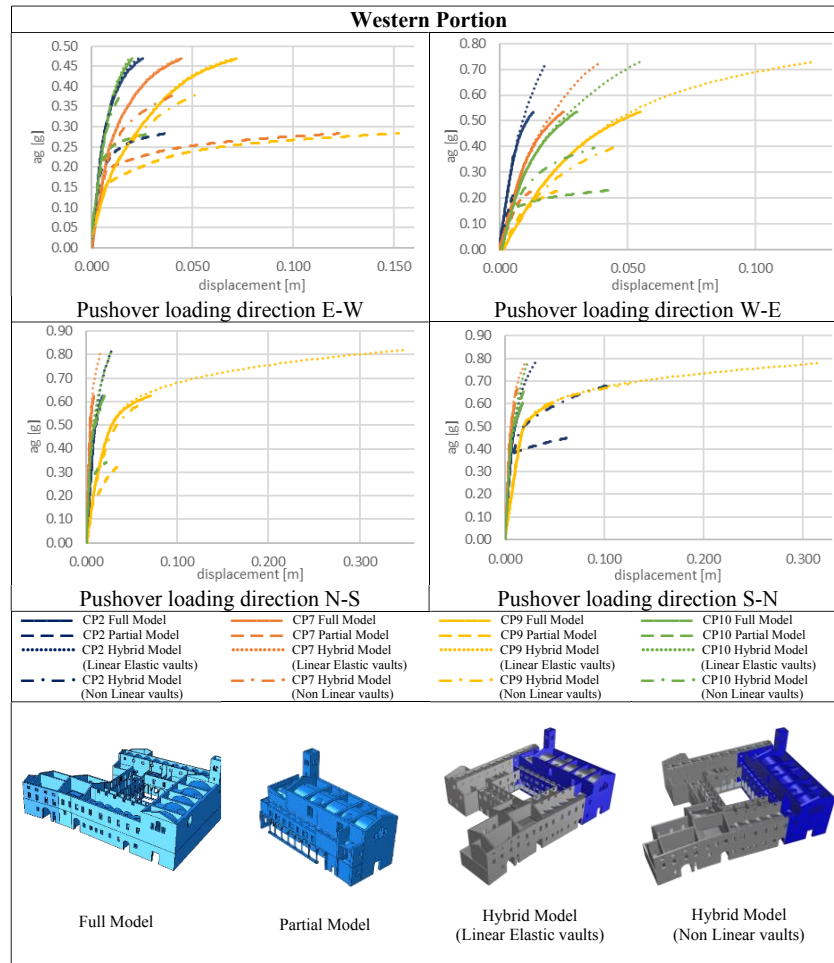 Western Portion
0.50
0.45
0.40
0.35
0.30
0.25
0.20
0.15
0.10
0.05
0.00
ag [g]
0.000 0.050 0.100 0.150
displacement [m]
Pushover loading direction E-W
0.80
0.70
0.60
0.50
0.40
0.30
0.20
0.10
0.00
ag [g]
0.000 0.050 0.100
displacement [m]
Pushover loading direction W-E
0.90
0.80
0.70
0.60
0.50
0.40
0.30
0.20
0.10
0.00
ag [g]
0.000 0.100 0.200 0.300
displacement [m]
Pushover loading direction N-S
0.90
0.80
0.70
0.60
0.50
0.40
0.30
0.20
0.10
0.00
ag [g]
0.000 0.100 0.200 0.300
displacement [m]
Pushover loading direction S-N
CP2 Full Model
CP2 Partial Model
CP2 Hybrid Model
(Linear Elastic vaults)
CP2 Hybrid Model
(Non Linear vaults)
CP7 Full Model
CP7 Partial Model
CP7 Hybrid Model
(Linear Elastic vaults)
CP7 Hybrid Model
(Non Linear vaults)
CP9 Full Model
CP9 Partial Model
CP9 Hybrid Model
(Linear Elastic vaults)
CP9 Hybrid Model
(Non Linear vaults)
CP10 Full Model
CP10 Partial Model
CP10 Hybrid Model
(Linear Elastic vaults)
CP10 Hybrid Model
(Non Linear vaults)
Full Model
Partial Model
Hybrid Model
(Linear Elastic vaults)
Hybrid Model
(Non Linear vaults)